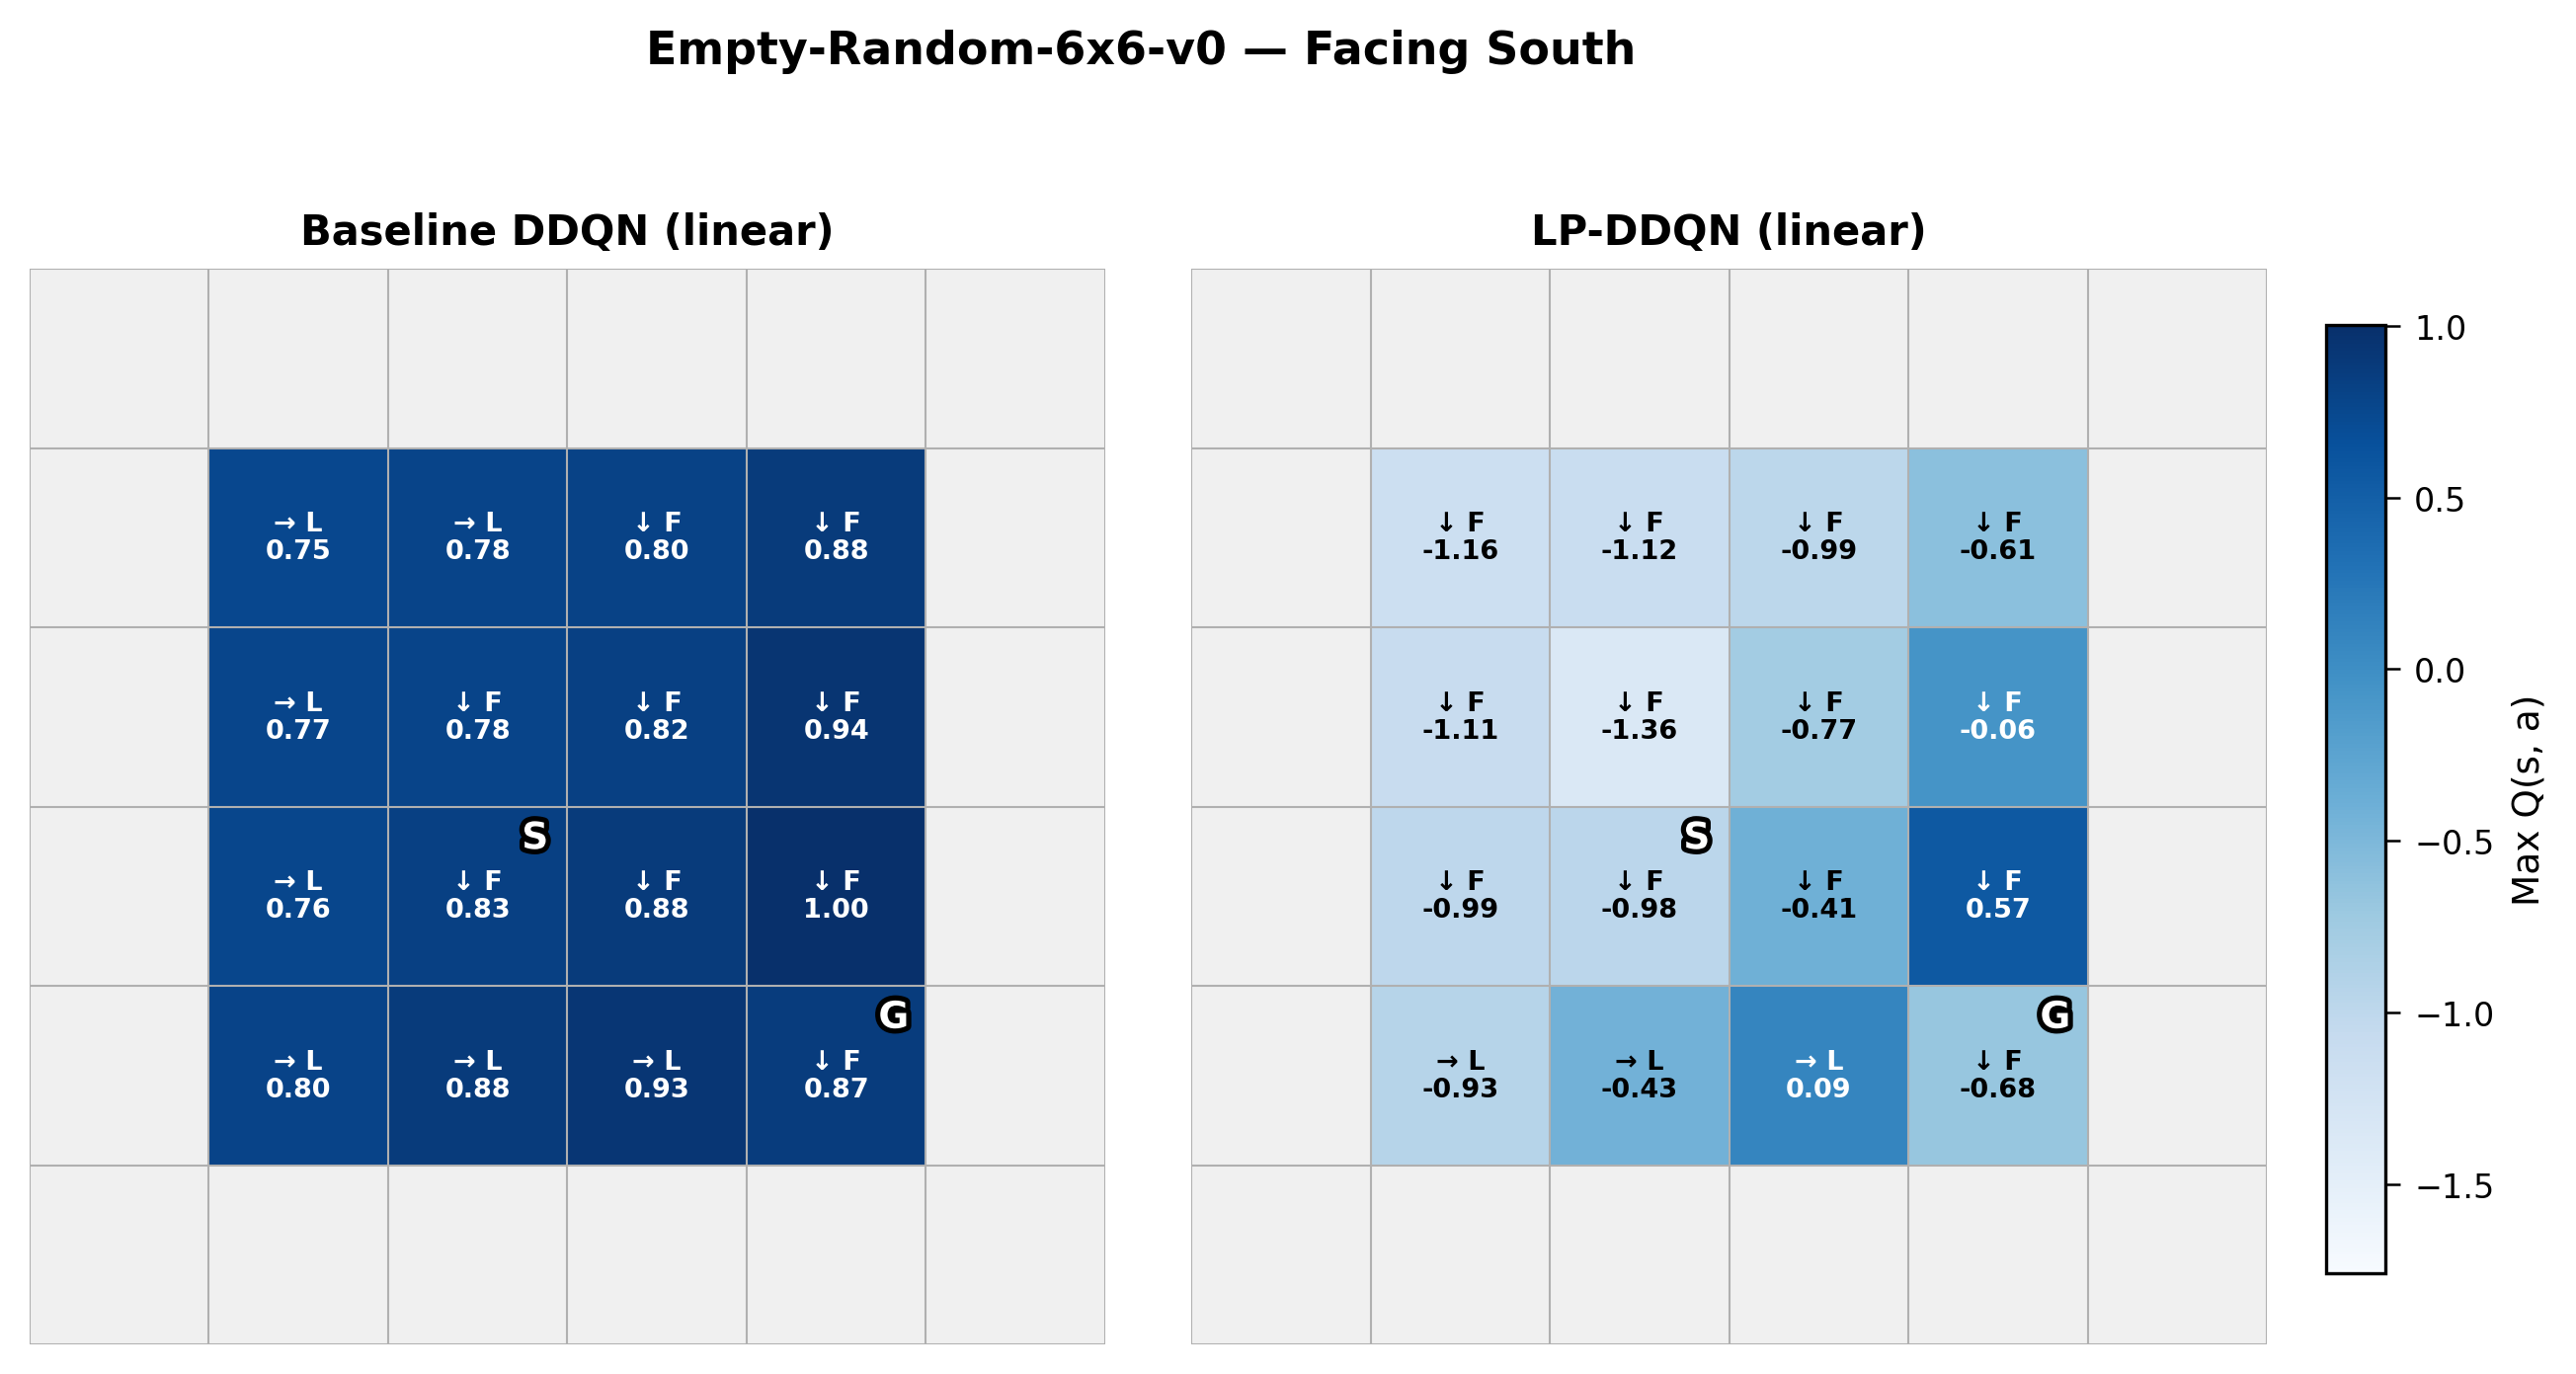 Empty-Random-6x6-v0 — Facing South
Baseline DDQN (linear)
→ L → L ↓ F ↓ F
0.75 0.78 0.80 0.88
→ L ↓ F ↓ F ↓ F
0.77 0.78 0.82 0.94
S
→ L ↓ F ↓ F ↓ F
0.76 0.83 0.88 1.00
G
→ L → L → L ↓ F
0.80 0.88 0.93 0.87
LP-DDQN (linear)
↓ F ↓ F ↓ F ↓ F
-1.16 -1.12 -0.99 -0.61
↓ F ↓ F ↓ F ↓ F
-1.11 -1.36 -0.77 -0.06
S
↓ F ↓ F ↓ F ↓ F
-0.99 -0.98 -0.41 0.57
G
→ L → L → L ↓ F
-0.93 -0.43 0.09 -0.68
1.0
0.5
0.0
−0.5
−1.0
−1.5
Max Q(s, a)